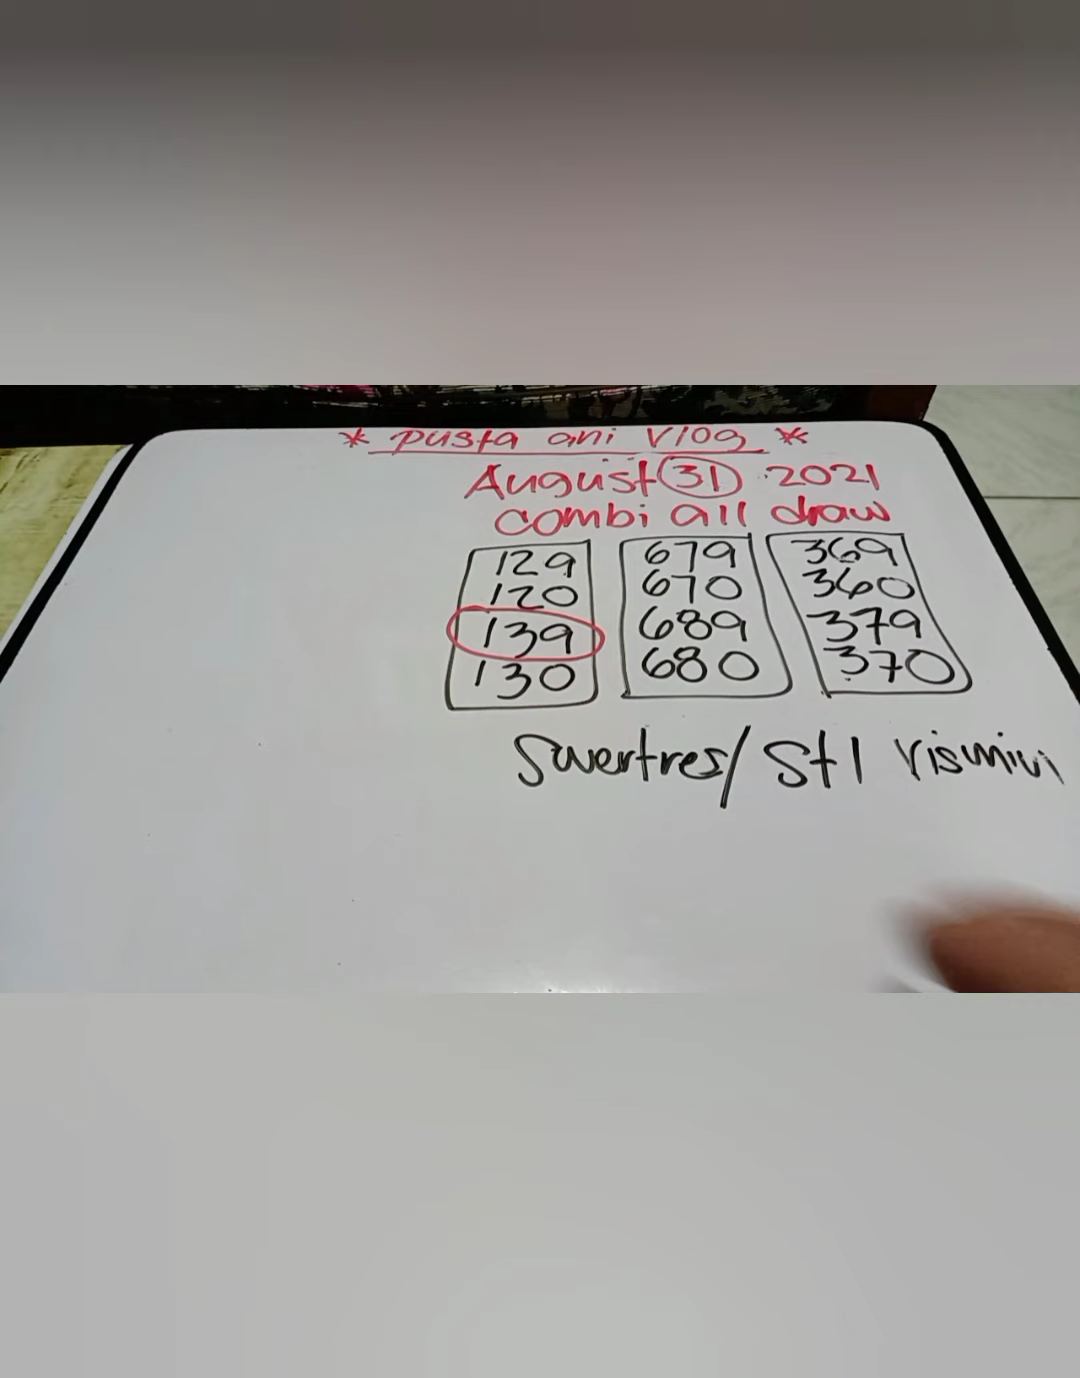 * pusta ani Vlog *
August 31 2021
combi all draw
129 679 369
120 670 360
139 689 379
130 680 370
Swertres/ Stl vismin